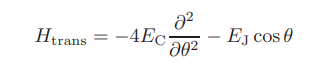 H_trans = −4E_C ∂²/∂θ² − E_J cos θ